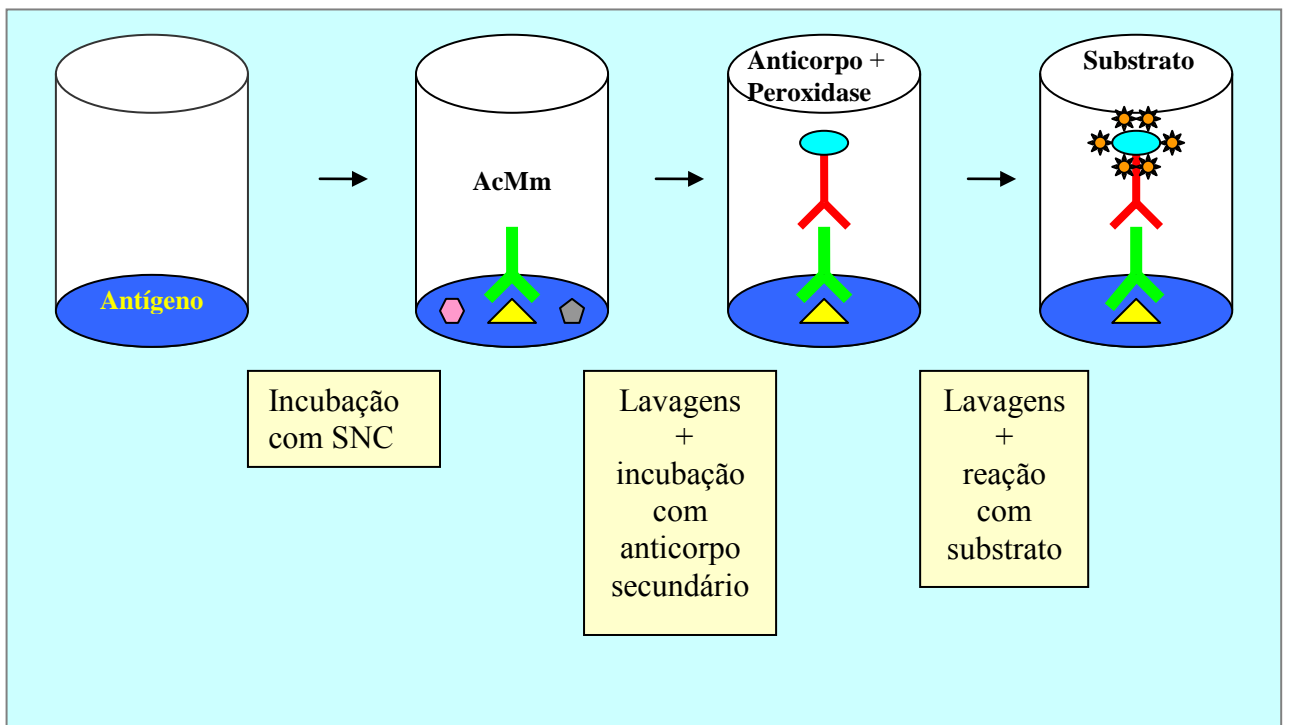 Antígeno
AcMm
Anticorpo +
Peroxidase
Substrato
Incubação
com SNC
Lavagens
+
incubação
com
anticorpo
secundário
Lavagens
+
reação
com
substrato